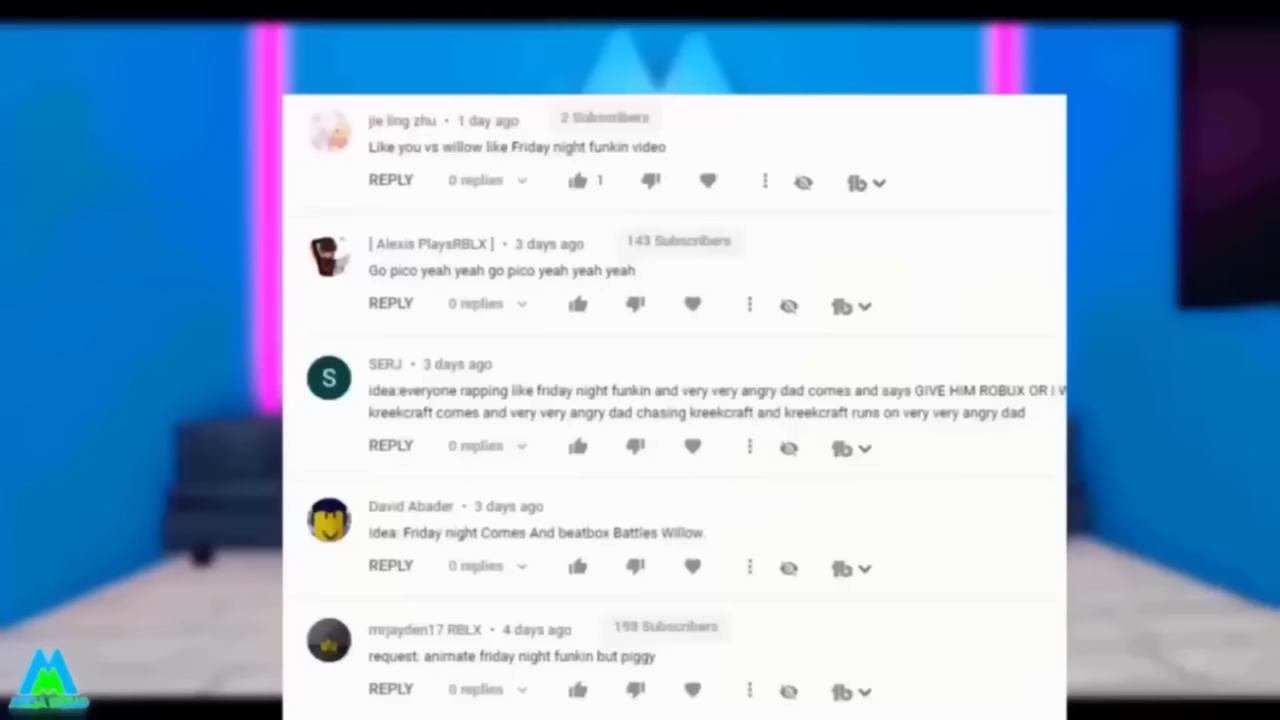 jie ling zhu • 1 day ago 2 Subscribers
Like you vs willow like Friday night funkin video
REPLY 0 replies 1
[ Alexis PlaysRBLX ] • 3 days ago 143 Subscribers
Go pico yeah yeah go pico yeah yeah yeah
REPLY 0 replies
S
SERJ • 3 days ago
idea:everyone rapping like friday night funkin and very very angry dad comes and says GIVE HIM ROBUX OR I
kreekcraft comes and very very angry dad chasing kreekcraft and kreekcraft runs on very very angry dad
REPLY 0 replies
David Abader • 3 days ago
Idea: Friday night Comes And beatbox Battles Willow.
REPLY 0 replies
mrjayden17 RBLX • 4 days ago 198 Subscribers
request: animate friday night funkin but piggy
REPLY 0 replies